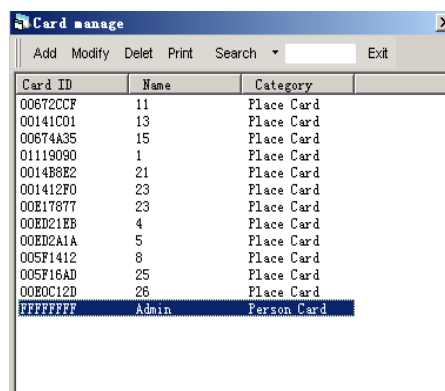 Card manage
Add Modify Delet Print Search Exit
Card ID Name Category
00672CCF 11 Place Card
00141C01 13 Place Card
00674A35 15 Place Card
01119090 1 Place Card
0014B8E2 21 Place Card
001412F0 23 Place Card
00E17877 23 Place Card
00ED21EB 4 Place Card
00ED2A1A 5 Place Card
005F1412 8 Place Card
005F16AD 25 Place Card
00E0C12D 26 Place Card
FFFFFFFF Admin Person Card